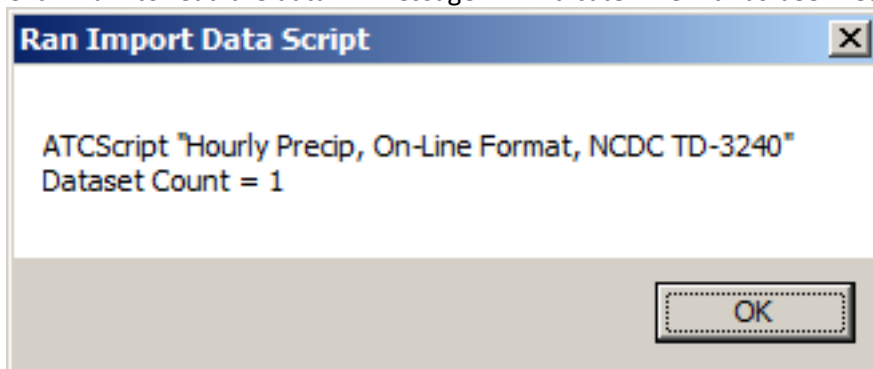 Ran Import Data Script
ATCScript "Hourly Precip, On-Line Format, NCDC TD-3240"
Dataset Count = 1
OK